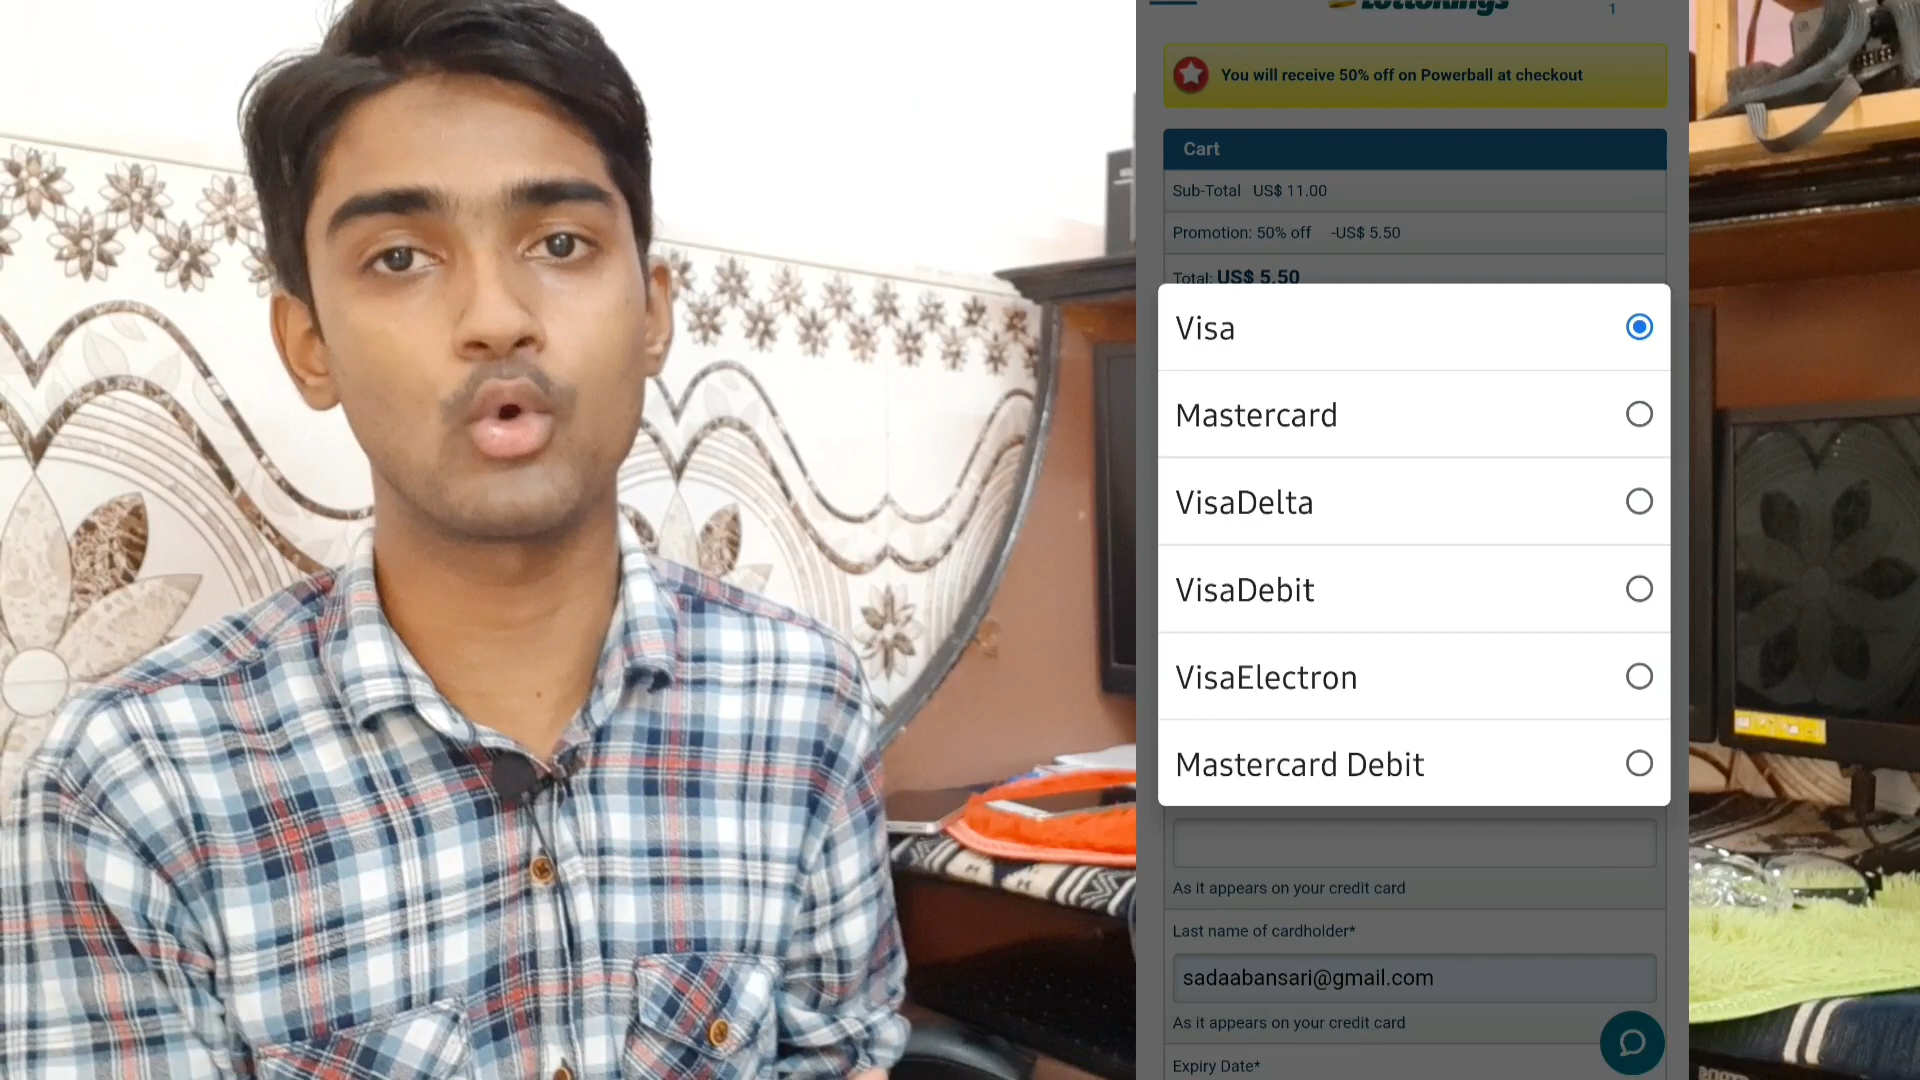 LottoKings
1
You will receive 50% off on Powerball at checkout
Cart
Sub-Total US$ 11.00
Promotion: 50% off -US$ 5.50
Total: US$ 5.50
Visa
Mastercard
VisaDelta
VisaDebit
VisaElectron
Mastercard Debit
As it appears on your credit card
Last name of cardholder*
sadaabansari@gmail.com
As it appears on your credit card
Expiry Date*